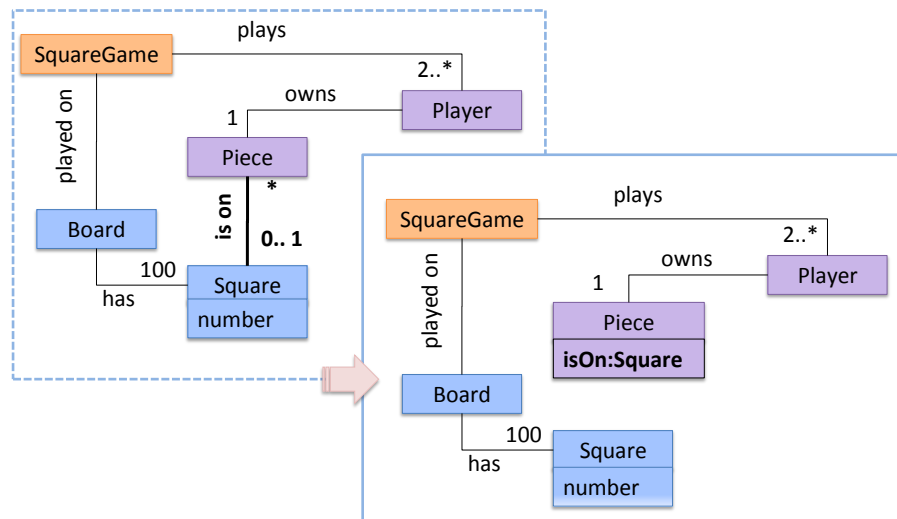 plays
SquareGame
2..*
owns
Player
1
played on
Piece
*
is on
Board
0.. 1
100
Square
has
number
plays
SquareGame
2..*
owns
Player
1
played on
Piece
isOn:Square
Board
100
Square
has
number